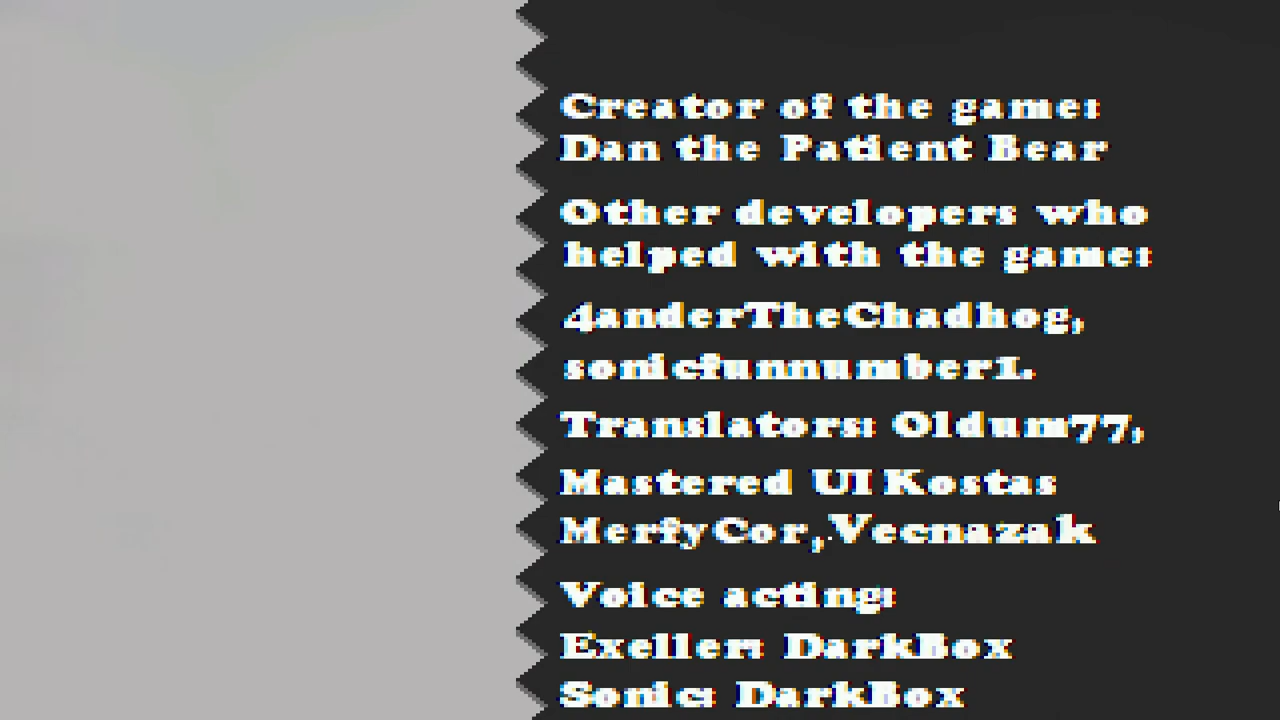 Creator of the game:
Dan the Patient Bear
Other developers who
helped with the game:
4anderTheChadhog,
sonicfunnumber1.
Translators: Oldum77,
Mastered UI Kostas
MerfyCor, Vecnazak
Voice acting:
Exeller: DarkBox
Sonic: DarkBox